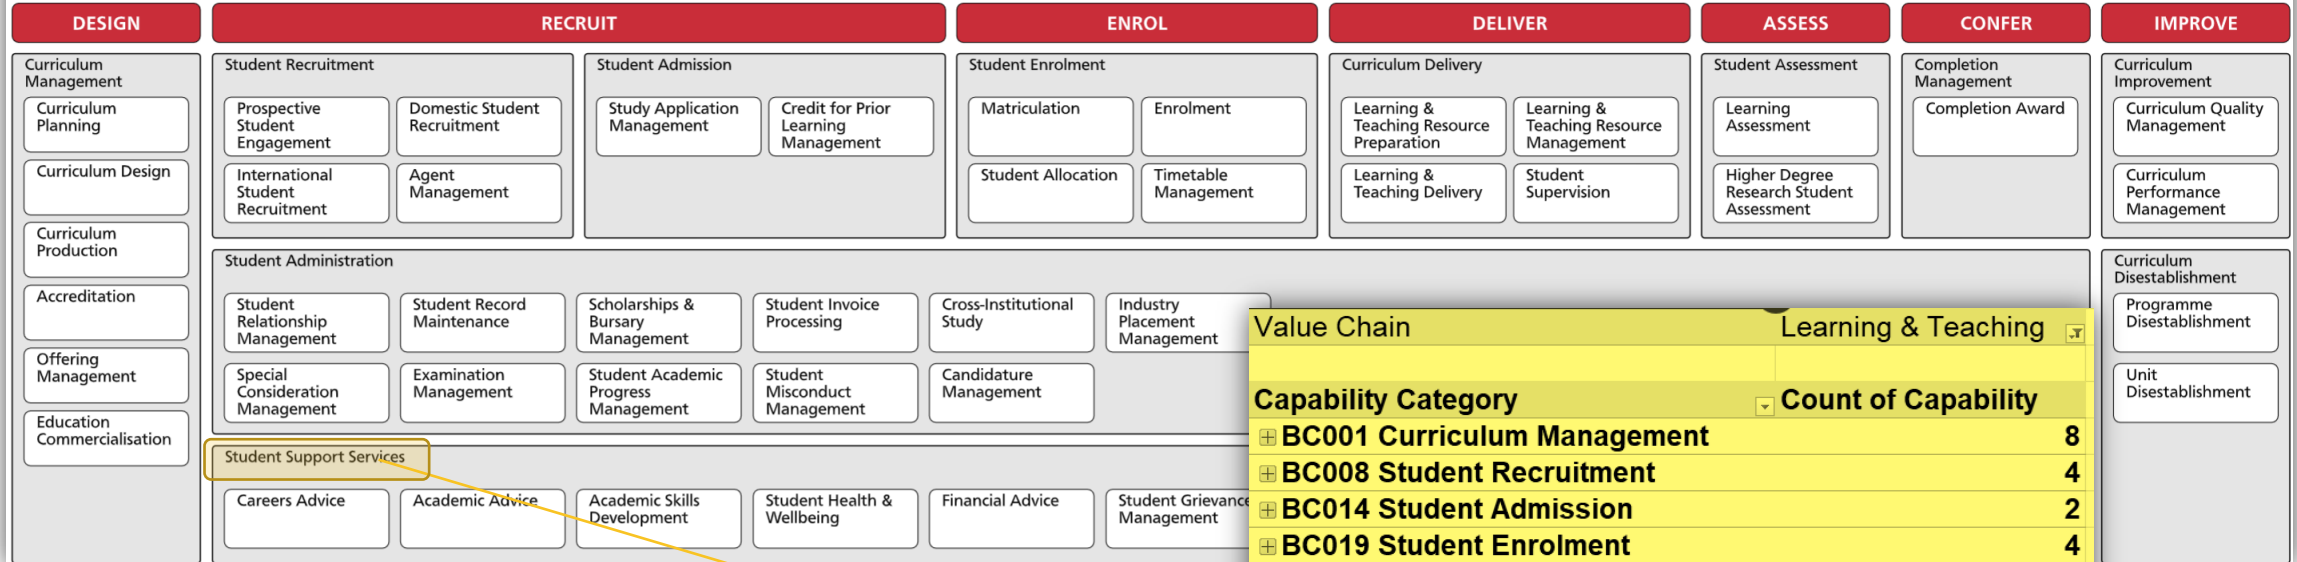 DESIGN
RECRUIT
ENROL
DELIVER
ASSESS
CONFER
IMPROVE
Curriculum
Management
Curriculum
Planning
Curriculum Design
Curriculum
Production
Accreditation
Offering
Management
Education
Commercialisation
Student Recruitment
Prospective
Student
Engagement
Domestic Student
Recruitment
International
Student
Recruitment
Agent
Management
Student Admission
Study Application
Management
Credit for Prior
Learning
Management
Student Enrolment
Matriculation
Enrolment
Student Allocation
Timetable
Management
Curriculum Delivery
Learning &
Teaching Resource
Preparation
Learning &
Teaching Resource
Management
Learning &
Teaching Delivery
Student
Supervision
Student Assessment
Learning
Assessment
Higher Degree
Research Student
Assessment
Completion
Management
Completion Award
Curriculum
Improvement
Curriculum Quality
Management
Curriculum
Performance
Management
Student Administration
Student
Relationship
Management
Student Record
Maintenance
Scholarships &
Bursary
Management
Student Invoice
Processing
Cross-Institutional
Study
Industry
Placement
Management
Special
Consideration
Management
Examination
Management
Student Academic
Progress
Management
Student
Misconduct
Management
Candidature
Management
Curriculum
Disestablishment
Programme
Disestablishment
Unit
Disestablishment
Student Support Services
Careers Advice
Academic Advice
Academic Skills
Development
Student Health &
Wellbeing
Financial Advice
Student Grievance
Management
Value Chain Learning & Teaching
Capability Category Count of Capability
BC001 Curriculum Management 8
BC008 Student Recruitment 4
BC014 Student Admission 2
BC019 Student Enrolment 4